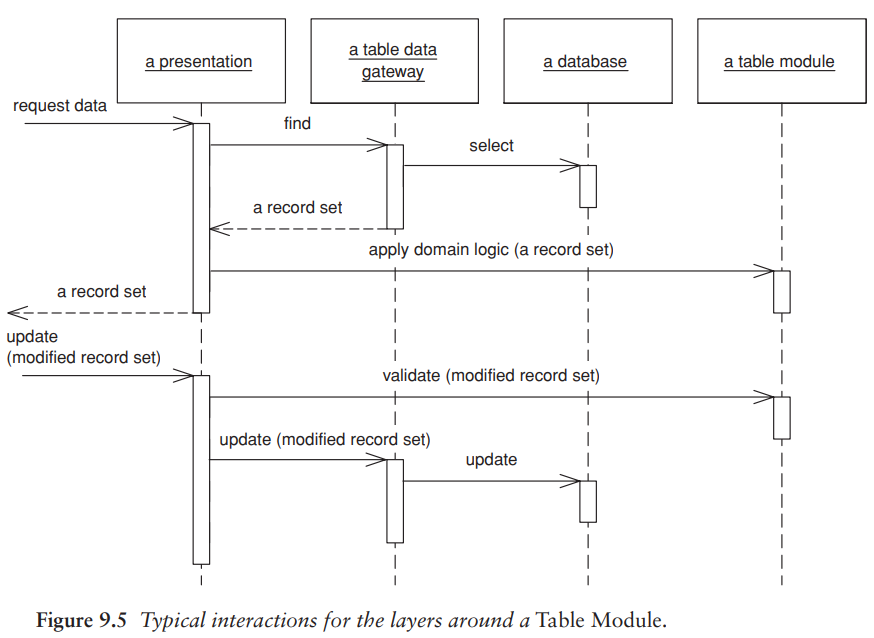 a presentation
a table data
gateway
a database
a table module
request data
find
select
a record set
apply domain logic (a record set)
a record set
update
(modified record set)
validate (modified record set)
update (modified record set)
update
Figure 9.5 Typical interactions for the layers around a Table Module.